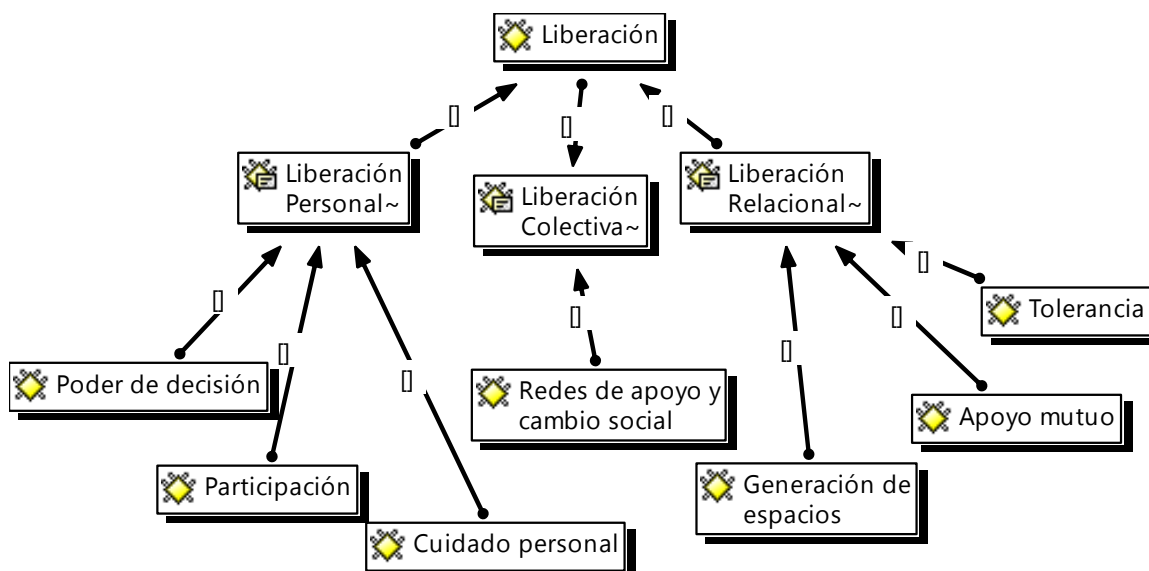 Liberación
[]
[]
[]
Liberación
Personal~
Liberación
Colectiva~
Liberación
Relacional~
[]
[]
[]
[]
[]
[]
[]
Tolerancia
Poder de decisión
Redes de apoyo y
cambio social
Apoyo mutuo
Participación
Generación de
espacios
Cuidado personal